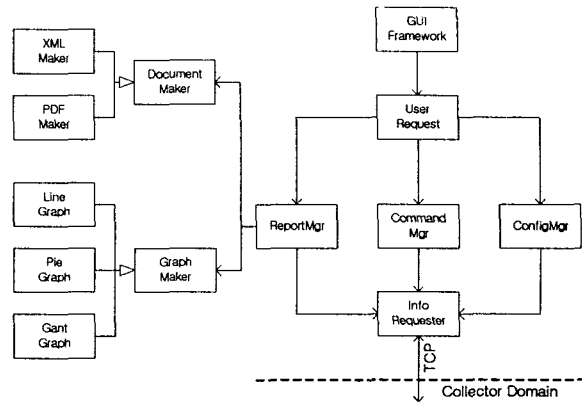 XML
Maker
PDF
Maker
Document
Maker
Line
Graph
Pie
Graph
Gant
Graph
Graph
Maker
GUI
Framework
User
Request
ReportMgr
Command
Mgr
ConfigMgr
Info
Requester
TCP
Collector Domain